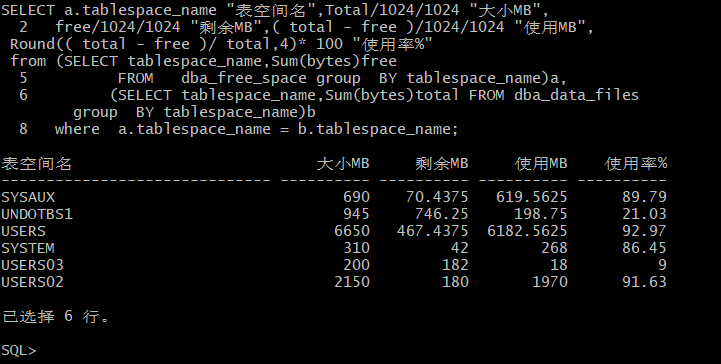 SELECT a.tablespace_name "表空间名",Total/1024/1024 "大小MB",
  2   free/1024/1024 "剩余MB",( total - free )/1024/1024 "使用MB",
 Round(( total - free )/ total,4)* 100 "使用率%"
 from (SELECT tablespace_name,Sum(bytes)free
  5          FROM   dba_free_space group  BY tablespace_name)a,
  6         (SELECT tablespace_name,Sum(bytes)total FROM dba_data_files
     group  BY tablespace_name)b
  8   where  a.tablespace_name = b.tablespace_name;
表空间名                           大小MB     剩余MB     使用MB    使用率%
------------------------------ --------- ---------- ---------- ----------
SYSAUX                               690    70.4375   619.5625      89.79
UNDOTBS1                             945     746.25     198.75      21.03
USERS                               6650   467.4375  6182.5625      92.97
SYSTEM                               310         42        268      86.45
USERS03                              200        182         18          9
USERS02                             2150        180       1970      91.63
已选择 6 行。
SQL>